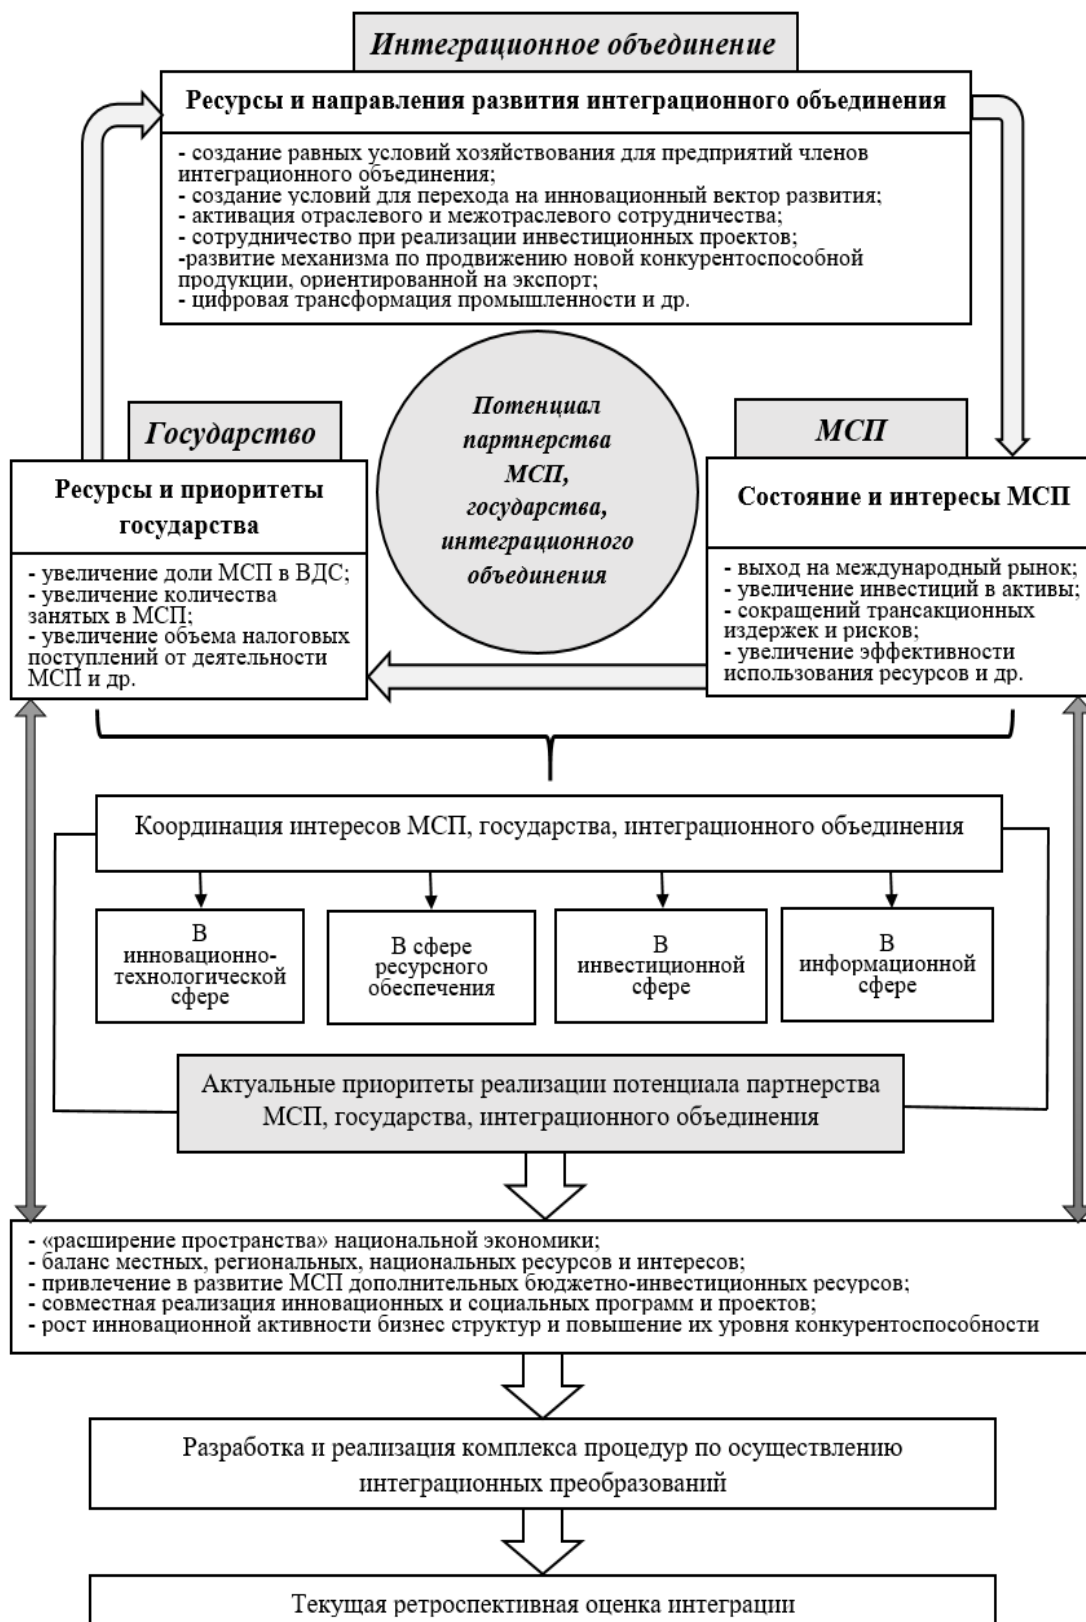 Интеграционное объединение
Ресурсы и направления развития интеграционного объединения
- создание равных условий хозяйствования для предприятий членов
интеграционного объединения;
- создание условий для перехода на инновационный вектор развития;
- активация отраслевого и межотраслевого сотрудничества;
- сотрудничество при реализации инвестиционных проектов;
-развитие механизма по продвижению новой конкурентоспособной
продукции, ориентированной на экспорт;
- цифровая трансформация промышленности и др.
Потенциал
партнерства
МСП,
государства,
интеграционного
объединения
Государство
Ресурсы и приоритеты
государства
- увеличение доли МСП в ВДС;
- увеличение количества
занятых в МСП;
- увеличение объема налоговых
поступлений от деятельности
МСП и др.
МСП
Состояние и интересы МСП
- выход на международный рынок;
- увеличение инвестиций в активы;
- сокращений трансакционных
издержек и рисков;
- увеличение эффективности
использования ресурсов и др.
Координация интересов МСП, государства, интеграционного объединения
В
инновационно-
технологической
сфере
В сфере
ресурсного
обеспечения
В
инвестиционной
сфере
В
информационной
сфере
Актуальные приоритеты реализации потенциала партнерства
МСП, государства, интеграционного объединения
- «расширение пространства» национальной экономики;
- баланс местных, региональных, национальных ресурсов и интересов;
- привлечение в развитие МСП дополнительных бюджетно-инвестиционных ресурсов;
- совместная реализация инновационных и социальных программ и проектов;
- рост инновационной активности бизнес структур и повышение их уровня конкурентоспособности
Разработка и реализация комплекса процедур по осуществлению
интеграционных преобразований
Текущая ретроспективная оценка интеграции